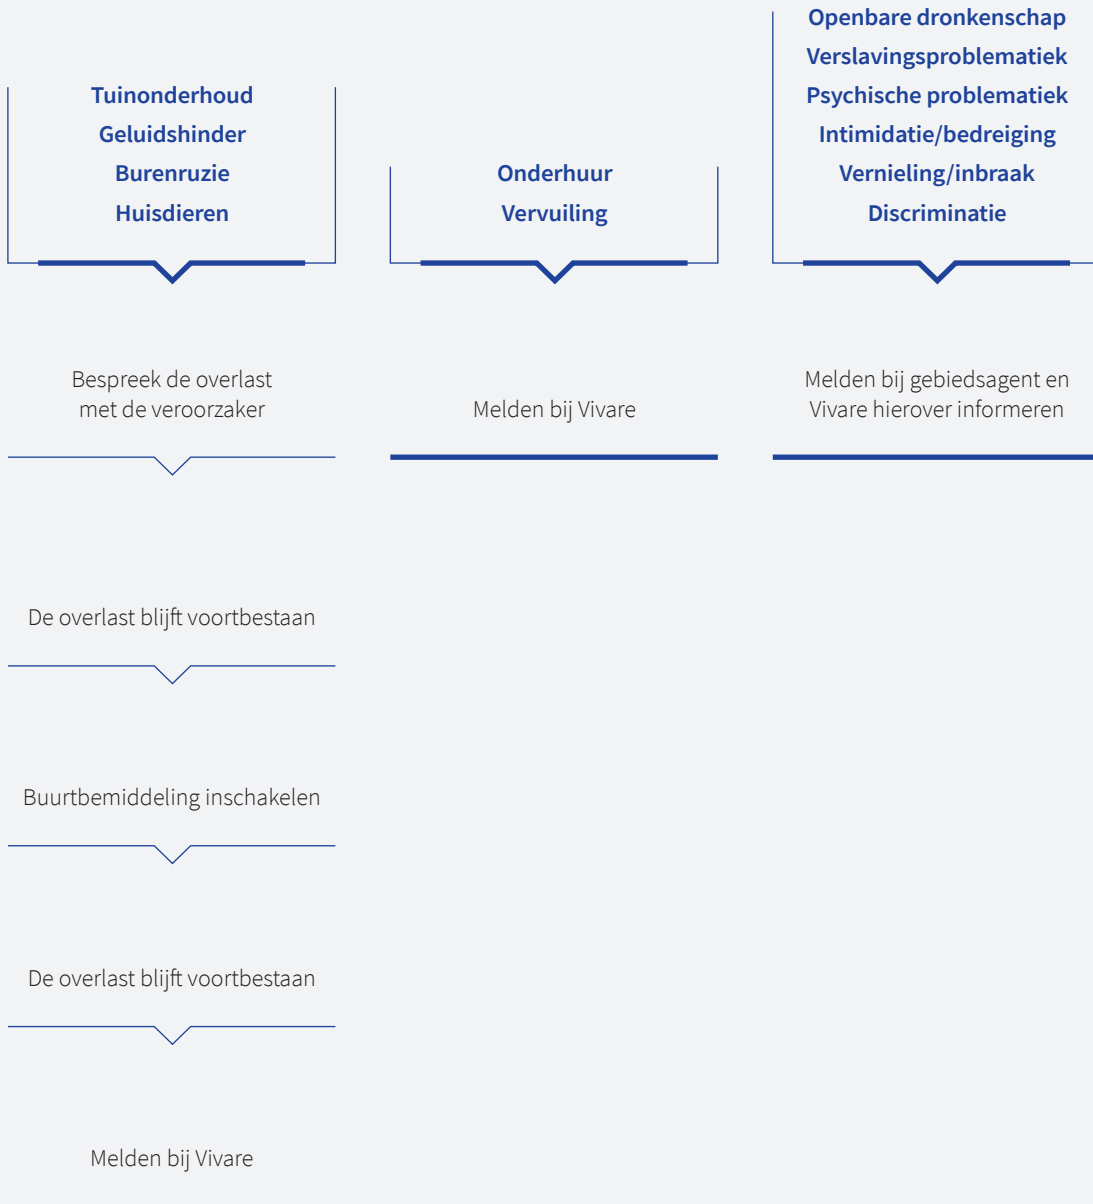 Tuinonderhoud
Geluidshinder
Burenruzie
Huisdieren
Bespreek de overlast
met de veroorzaker
De overlast blijft voortbestaan
Buurtbemiddeling inschakelen
De overlast blijft voortbestaan
Melden bij Vivare
Onderhuur
Vervuiling
Melden bij Vivare
Openbare dronkenschap
Verslavingsproblematiek
Psychische problematiek
Intimidatie/bedreiging
Vernieling/inbraak
Discriminatie
Melden bij gebiedsagent en
Vivare hierover informeren